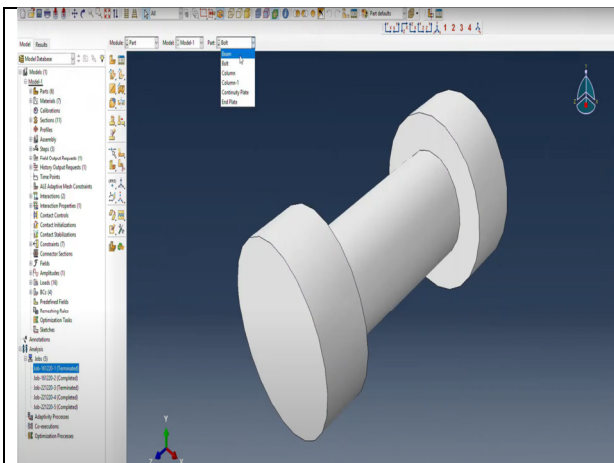 All
Part defaults
1 2 3 4
Model Results
Module: Part Model: Model-1 Part: Bolt
Beam
Bolt
Column
Column-1
Continuity Plate
End Plate
Model Database
Models (1)
Model-1
Parts (6)
Materials (7)
Calibrations
Sections (11)
Profiles
Assembly
Steps (3)
Field Output Requests (1)
History Output Requests (1)
Time Points
ALE Adaptive Mesh Constraints
Interactions (2)
Interaction Properties (1)
Contact Controls
Contact Initializations
Contact Stabilizations
Constraints (7)
Connector Sections
Fields
Amplitudes (1)
Loads (16)
BCs (4)
Predefined Fields
Remeshing Rules
Optimization Tasks
Sketches
Annotations
Analysis
Jobs (5)
Job-161220-1 (Terminated)
Job-161220-2 (Completed)
Job-221220-3 (Terminated)
Job-221220-4 (Completed)
Job-221220-5 (Completed)
Adaptivity Processes
Co-executions
Optimization Processes
Y
Z X